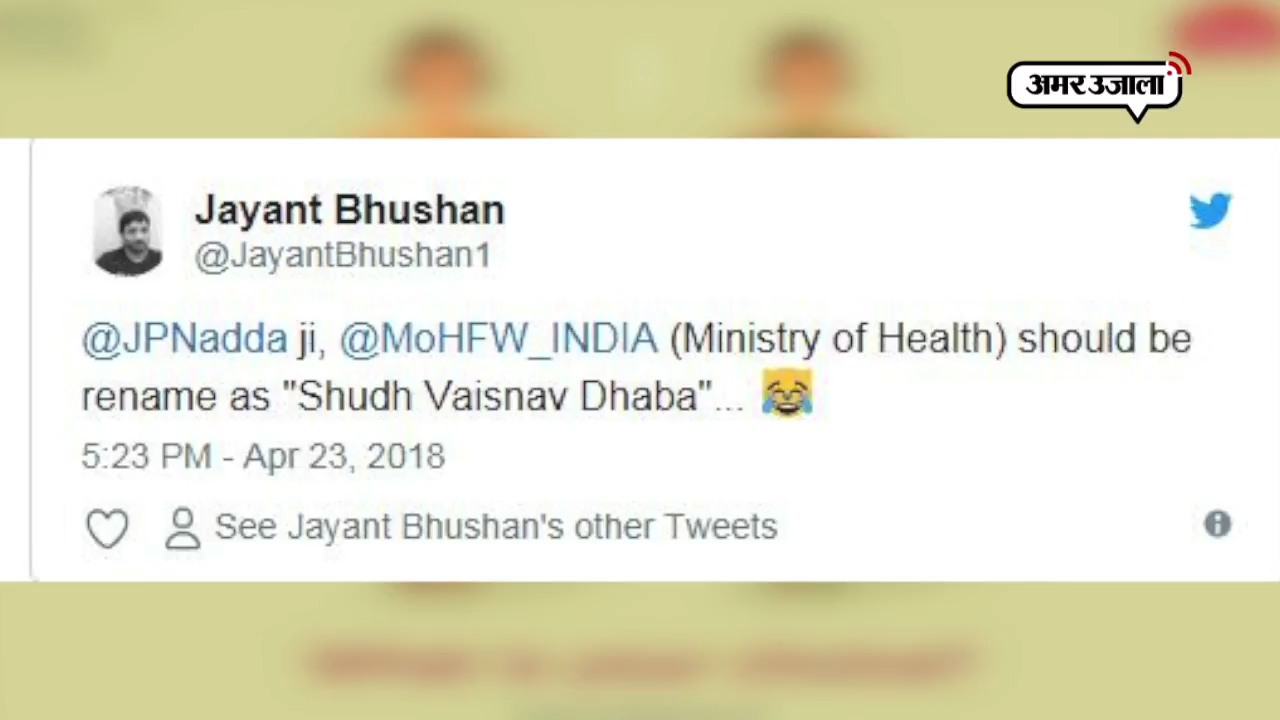 अमर उजाला
Jayant Bhushan
@JayantBhushan1
@JPNadda ji, @MoHFW_INDIA (Ministry of Health) should be
rename as "Shudh Vaisnav Dhaba"... 😹
5:23 PM - Apr 23, 2018
See Jayant Bhushan's other Tweets